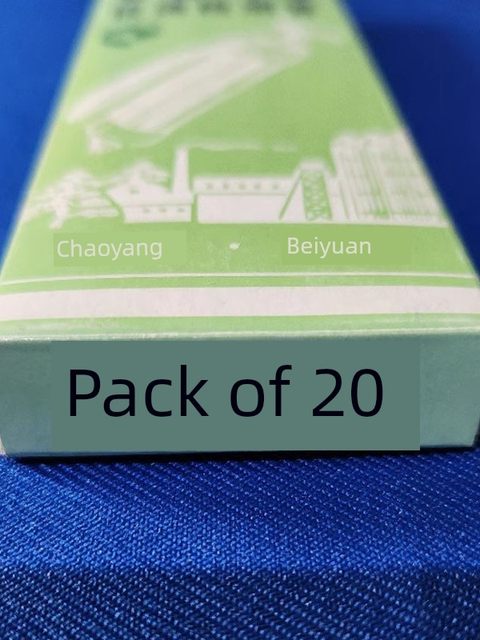 Chaoyang • Beiyuan
Pack of 20